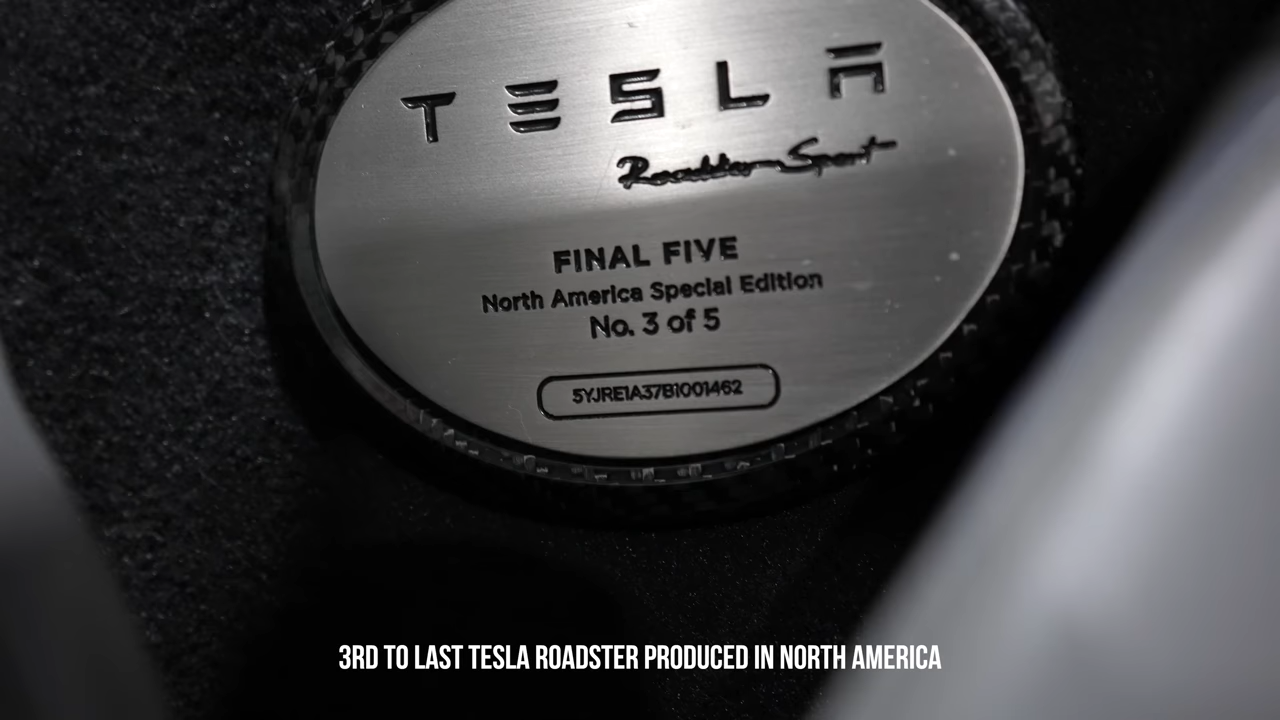 TESLA
Roadster Sport
FINAL FIVE
North America Special Edition
No. 3 of 5
5YJRE1A37B1001462
3RD TO LAST TESLA ROADSTER PRODUCED IN NORTH AMERICA